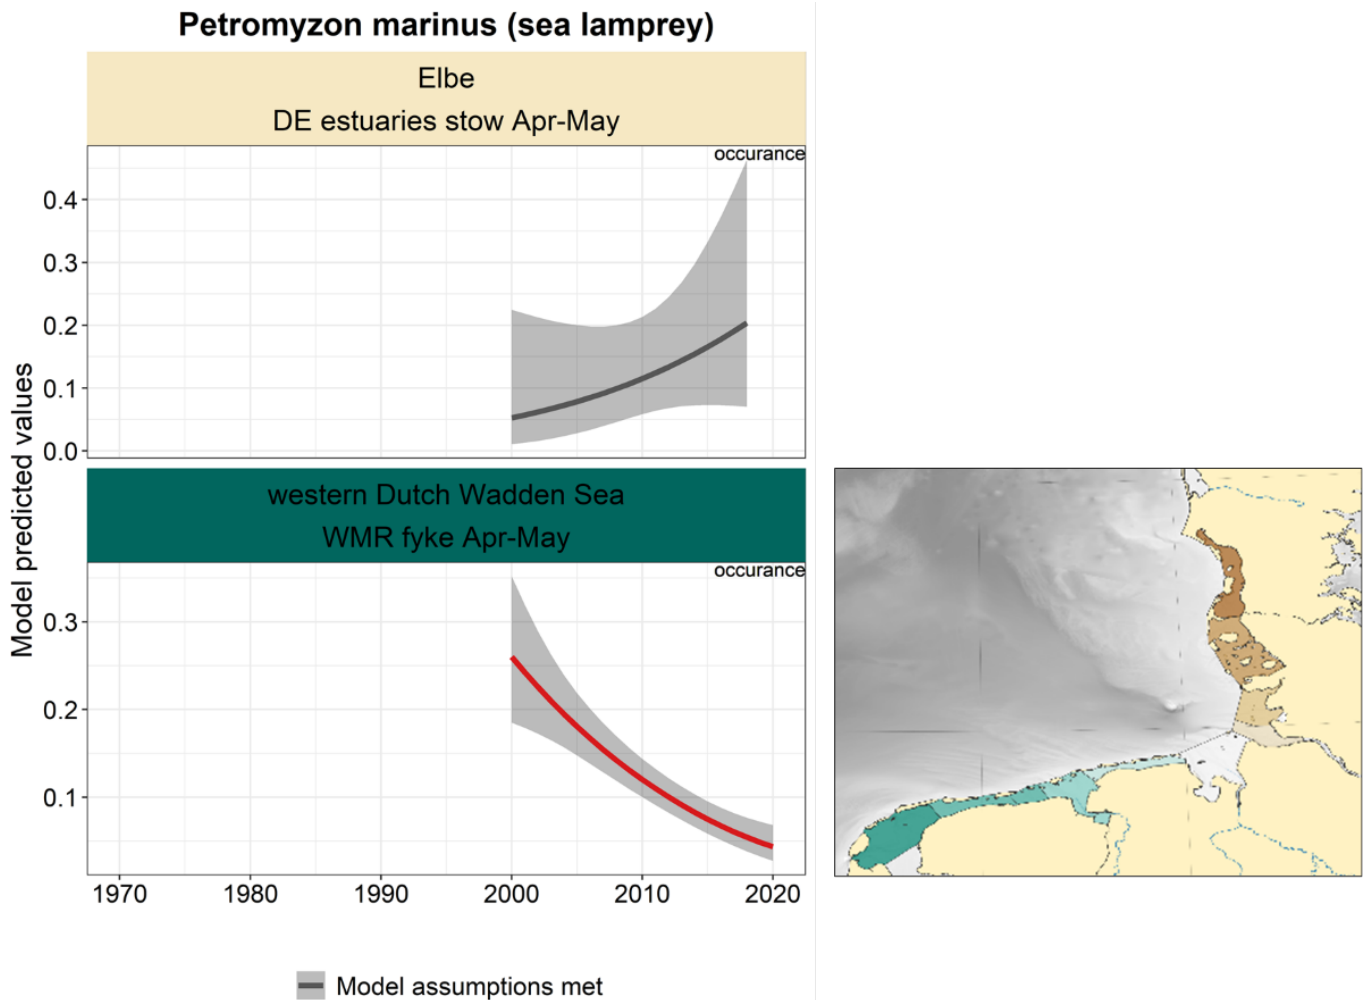 Petromyzon marinus (sea lamprey)
Elbe
DE estuaries stow Apr-May
occurance
0.4
0.3
0.2
0.1
0.0
Model predicted values
western Dutch Wadden Sea
WMR fyke Apr-May
occurance
0.3
0.2
0.1
1970 1980 1990 2000 2010 2020
Model assumptions met